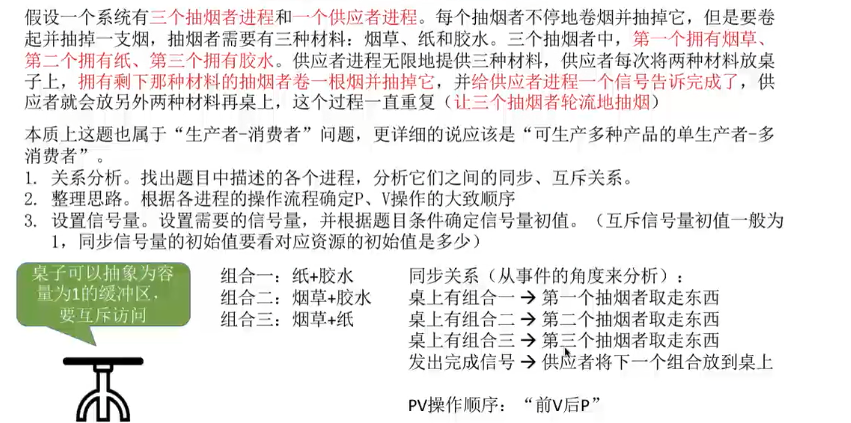 假设一个系统有三个抽烟者进程和一个供应者进程。每个抽烟者不停地卷烟并抽掉它，但是要卷
起并抽掉一支烟，抽烟者需要有三种材料：烟草、纸和胶水。三个抽烟者中，第一个拥有烟草、
第二个拥有纸、第三个拥有胶水。供应者进程无限地提供三种材料，供应者每次将两种材料放桌
子上，拥有剩下那种材料的抽烟者卷一根烟并抽掉它，并给供应者进程一个信号告诉完成了，供
应者就会放另外两种材料再桌上，这个过程一直重复（让三个抽烟者轮流地抽烟）
本质上这题也属于“生产者-消费者”问题，更详细的说应该是“可生产多种产品的单生产者-多
消费者”。
1. 关系分析。找出题目中描述的各个进程，分析它们之间的同步、互斥关系。
2. 整理思路。根据各进程的操作流程确定P、V操作的大致顺序
3. 设置信号量。设置需要的信号量，并根据题目条件确定信号量初值。（互斥信号量初值一般为
1，同步信号量的初始值要看对应资源的初始值是多少）
桌子可以抽象为容
量为1的缓冲区，
要互斥访问
组合一：纸+胶水
组合二：烟草+胶水
组合三：烟草+纸
同步关系（从事件的角度来分析）：
桌上有组合一 → 第一个抽烟者取走东西
桌上有组合二 → 第二个抽烟者取走东西
桌上有组合三 → 第三个抽烟者取走东西
发出完成信号 → 供应者将下一个组合放到桌上
PV操作顺序：“前V后P”